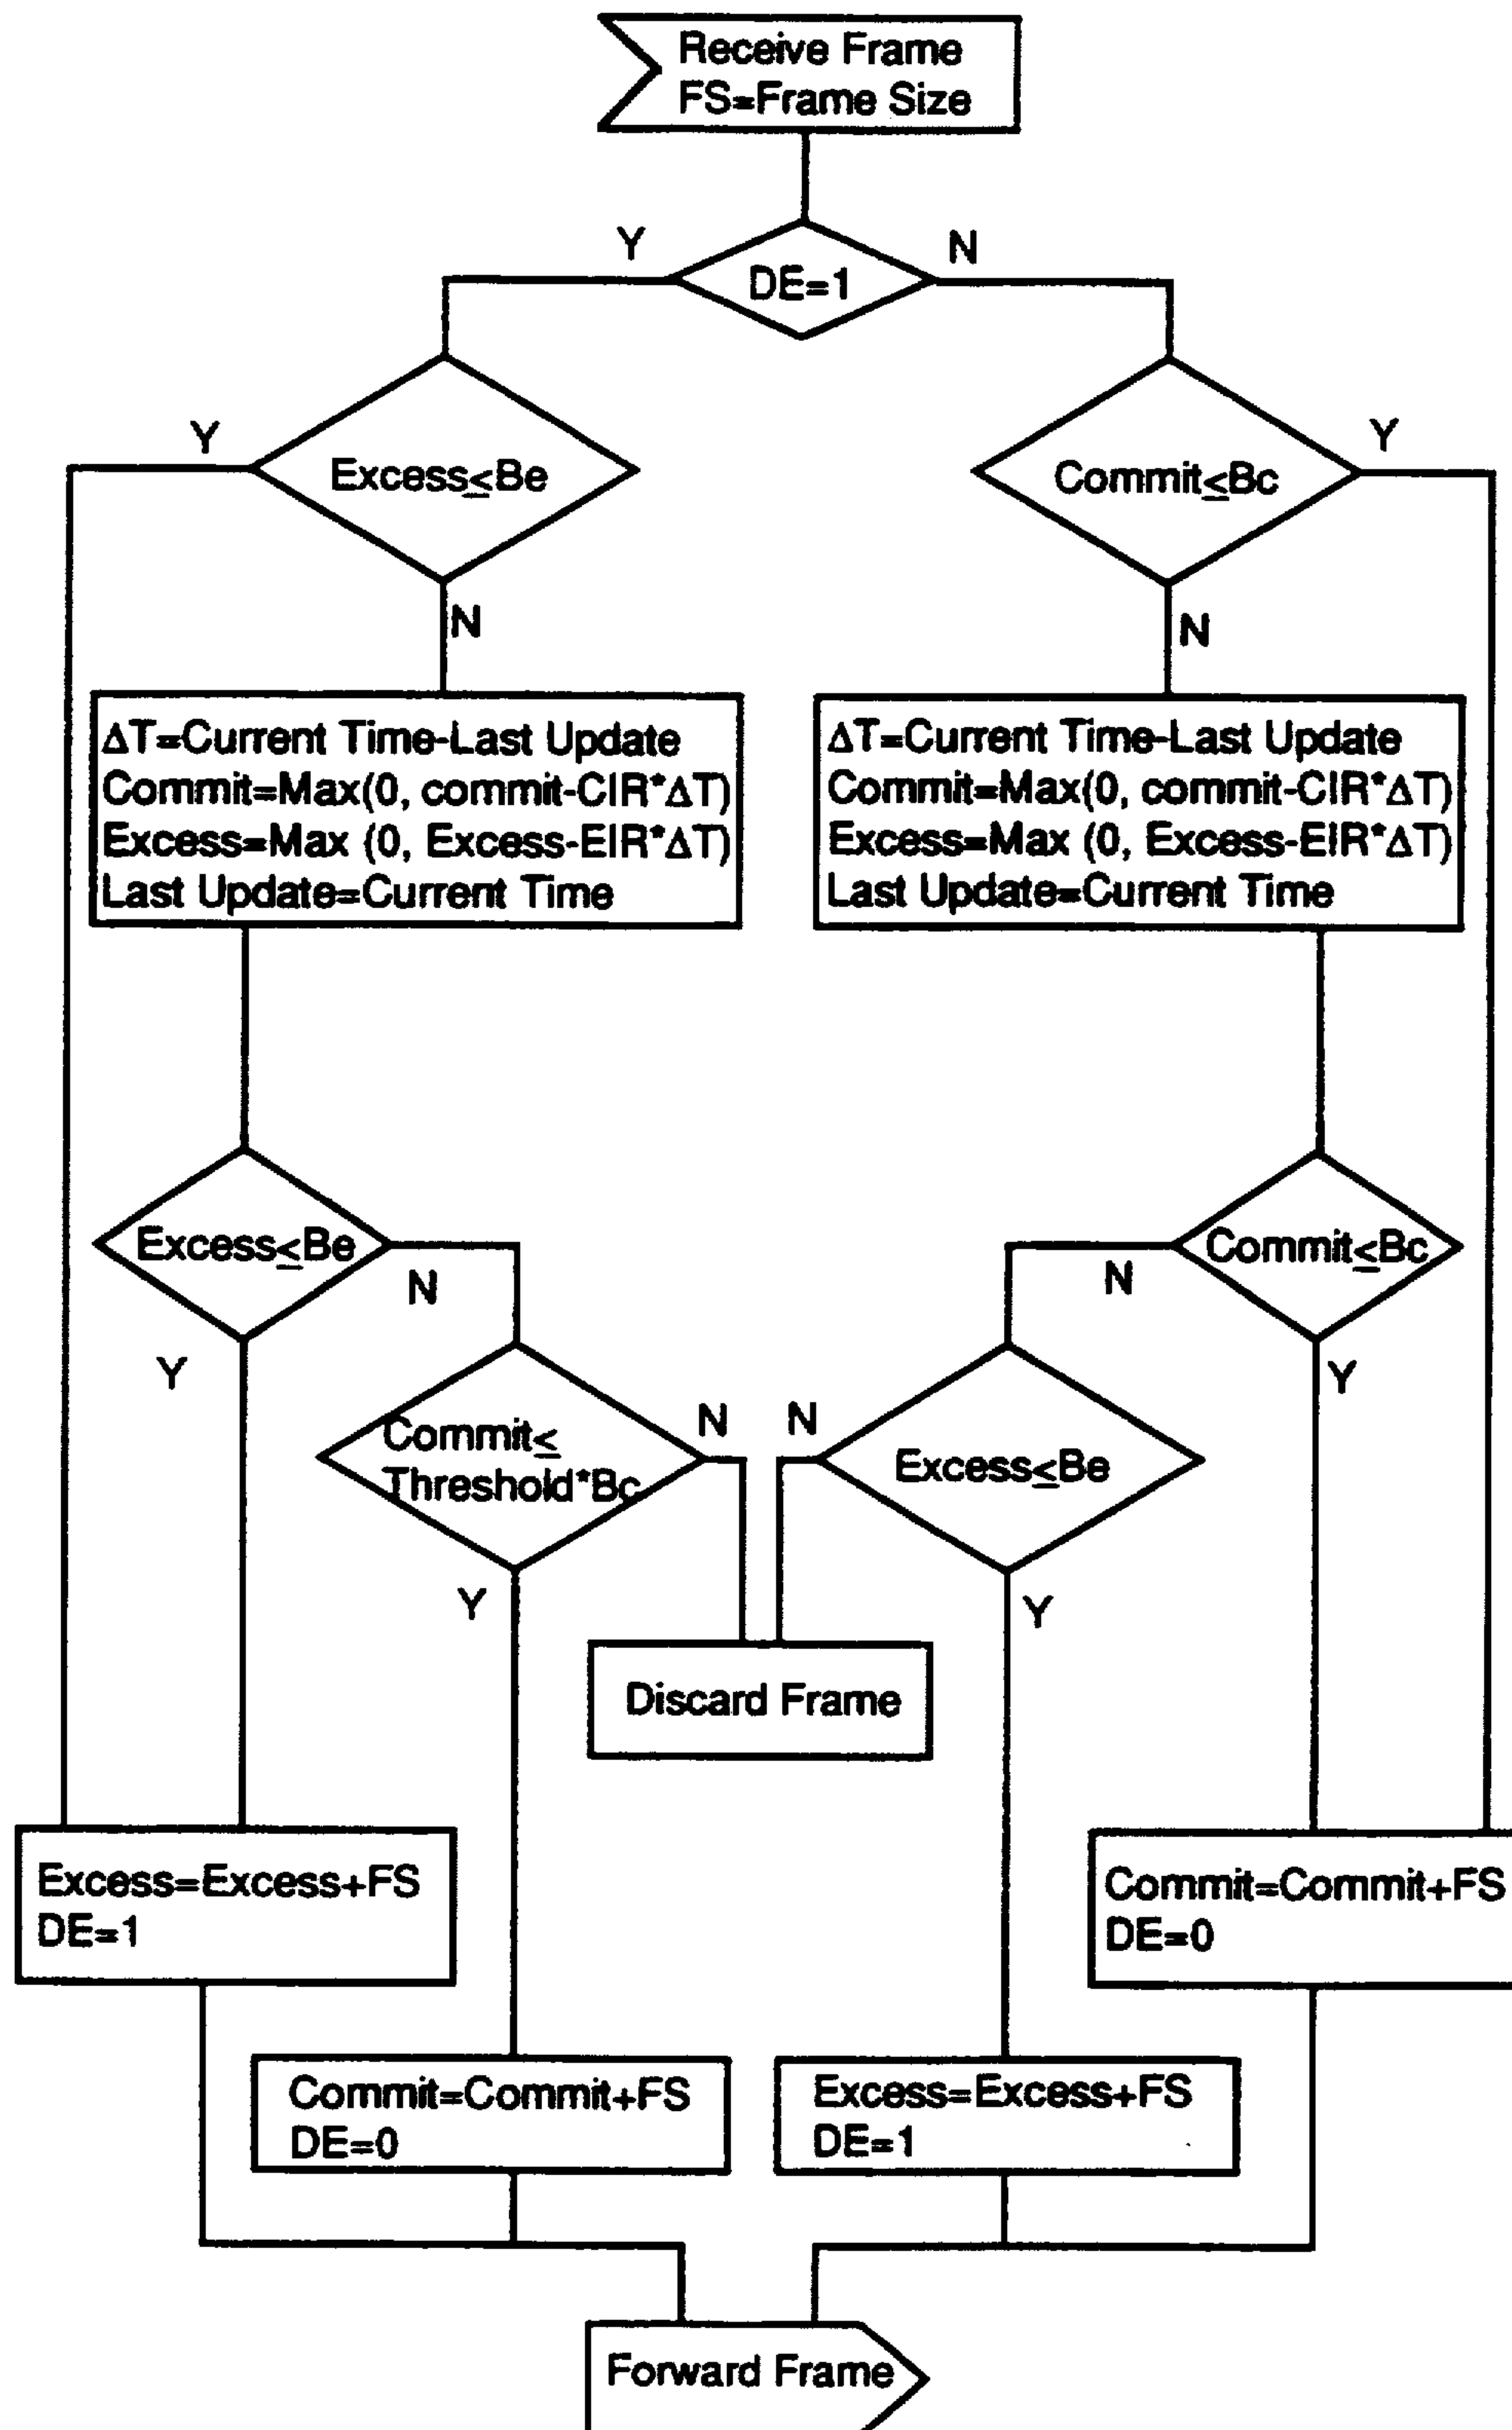 Receive Frame
FS=Frame Size
Y
N
DE=1
Y
Excess≤Be
Commit≤Bc
Y
N
N
ΔT=Current Time-Last Update
Commit=Max(0, commit-CIR*ΔT)
Excess=Max (0, Excess-EIR*ΔT)
Last Update=Current Time
ΔT=Current Time-Last Update
Commit=Max(0, commit-CIR*ΔT)
Excess=Max (0, Excess-EIR*ΔT)
Last Update=Current Time
Excess≤Be
N
Y
Commit≤Bc
N
Y
Commit≤
Threshold*Bc
N
Y
N
Excess≤Be
Y
Discard Frame
Excess=Excess+FS
DE=1
Commit=Commit+FS
DE=0
Commit=Commit+FS
DE=0
Excess=Excess+FS
DE=1
Forward Frame